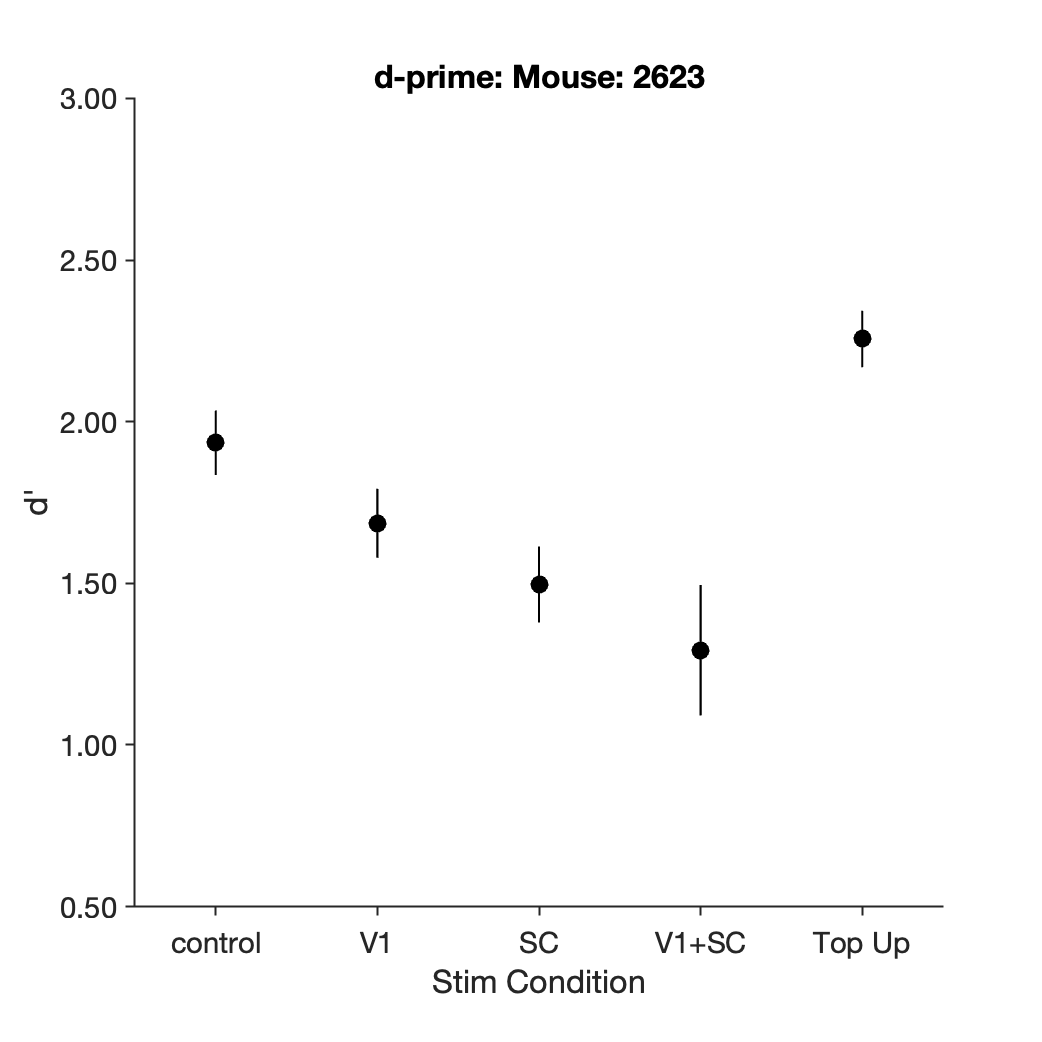 d-prime: Mouse: 2623
3.00
2.50
2.00
1.50
1.00
0.50
d'
control V1 SC V1+SC Top Up
Stim Condition